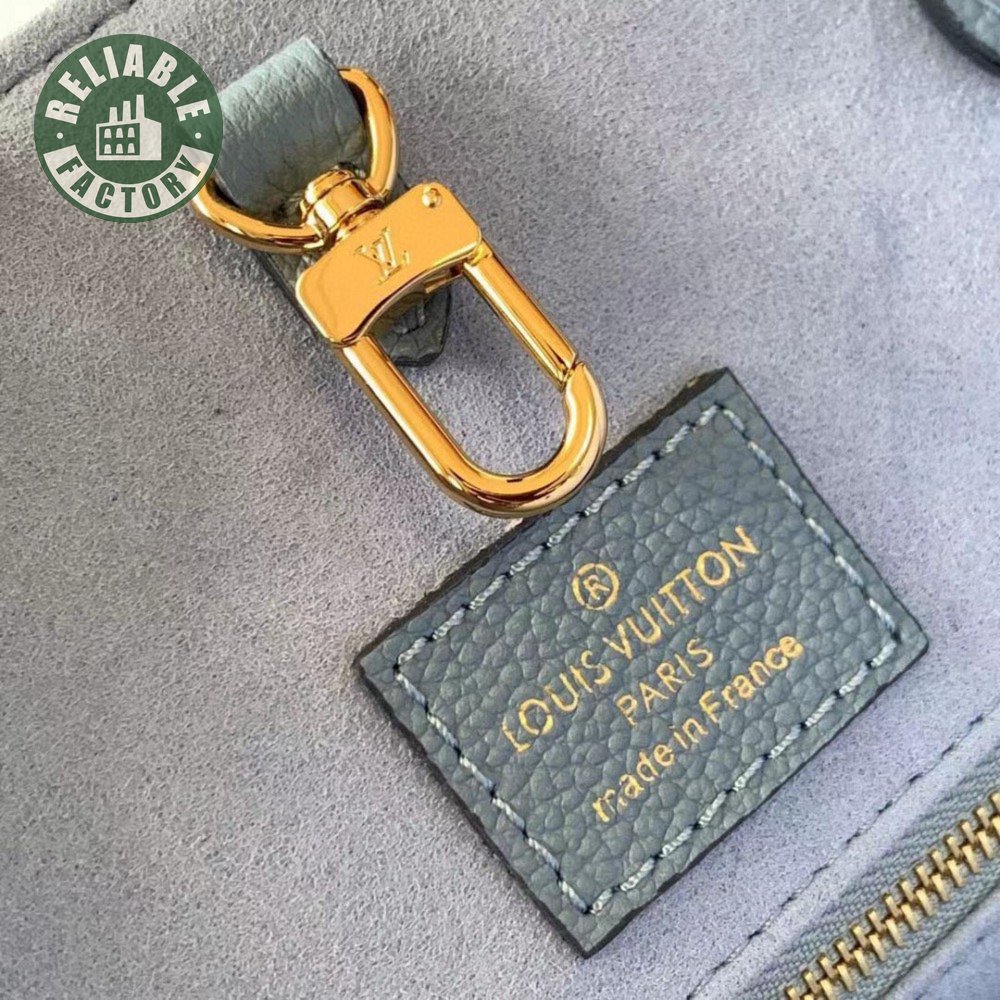 RELIABLE
FACTORY
LV
®
LOUIS VUITTON
PARIS
made in France